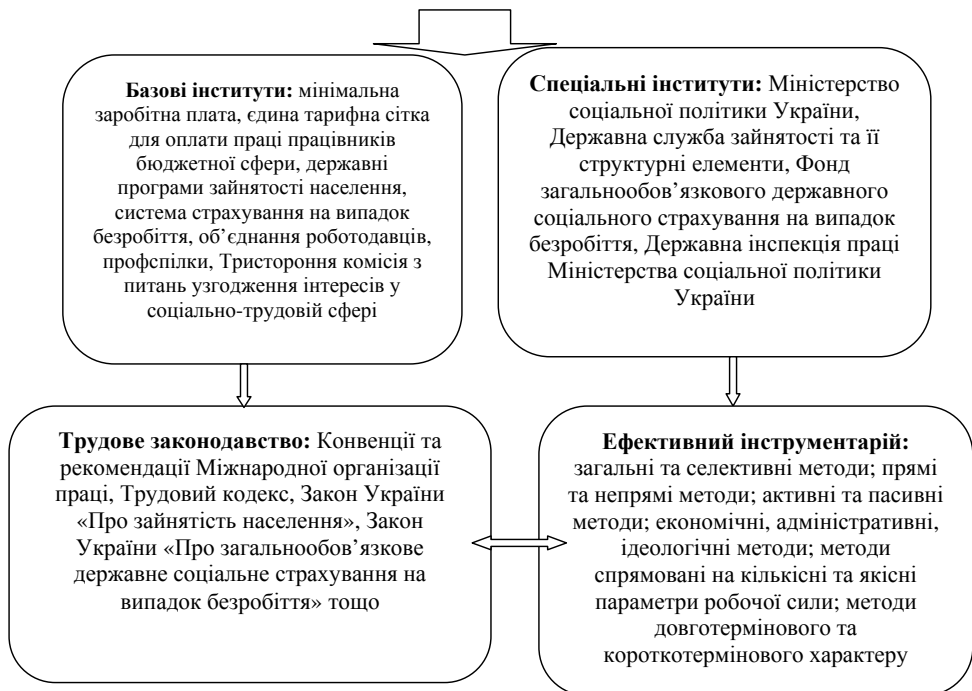 Базові інститути: мінімальна
заробітна плата, єдина тарифна сітка
для оплати праці працівників
бюджетної сфери, державні
програми зайнятості населення,
система страхування на випадок
безробіття, об’єднання роботодавців,
профспілки, Тристороння комісія з
питань узгодження інтересів у
соціально-трудовій сфері
Спеціальні інститути: Міністерство
соціальної політики України,
Державна служба зайнятості та її
структурні елементи, Фонд
загальнообов’язкового державного
соціального страхування на випадок
безробіття, Державна інспекція праці
Міністерства соціальної політики
України
Трудове законодавство: Конвенції та
рекомендації Міжнародної організації
праці, Трудовий кодекс, Закон України
«Про зайнятість населення», Закон
України «Про загальнообов’язкове
державне соціальне страхування на
випадок безробіття» тощо
Ефективний інструментарій:
загальні та селективні методи; прямі
та непрямі методи; активні та пасивні
методи; економічні, адміністративні,
ідеологічні методи; методи
спрямовані на кількісні та якісні
параметри робочої сили; методи
довготермінового та
короткотермінового характеру